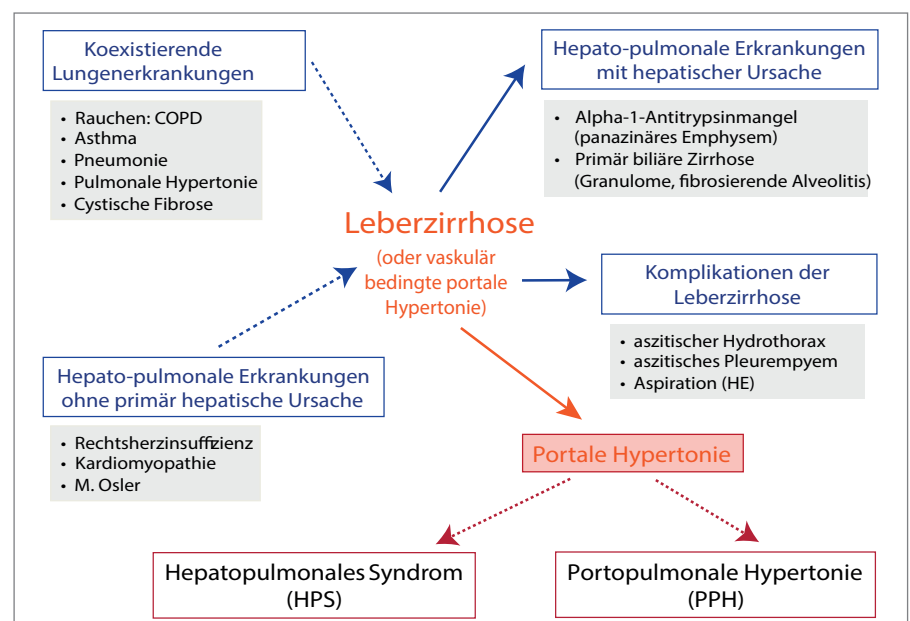 Koexistierende
Lungenerkrankungen
• Rauchen: COPD
• Asthma
• Pneumonie
• Pulmonale Hypertonie
• Cystische Fibrose
Hepato-pulmonale Erkrankungen
mit hepatischer Ursache
• Alpha-1-Antitrypsinmangel
(panazinäres Emphysem)
• Primär biliäre Zirrhose
(Granulome, fibrosierende Alveolitis)
Leberzirrhose
(oder vaskulär
bedingte portale
Hypertonie)
Komplikationen der
Leberzirrhose
• aszitischer Hydrothorax
• aszitisches Pleurempyem
• Aspiration (HE)
Hepato-pulmonale Erkrankungen
ohne primär hepatische Ursache
• Rechtsherzinsuffizienz
• Kardiomyopathie
• M. Osler
Portale Hypertonie
Hepatopulmonales Syndrom
(HPS)
Portopulmonale Hypertonie
(PPH)